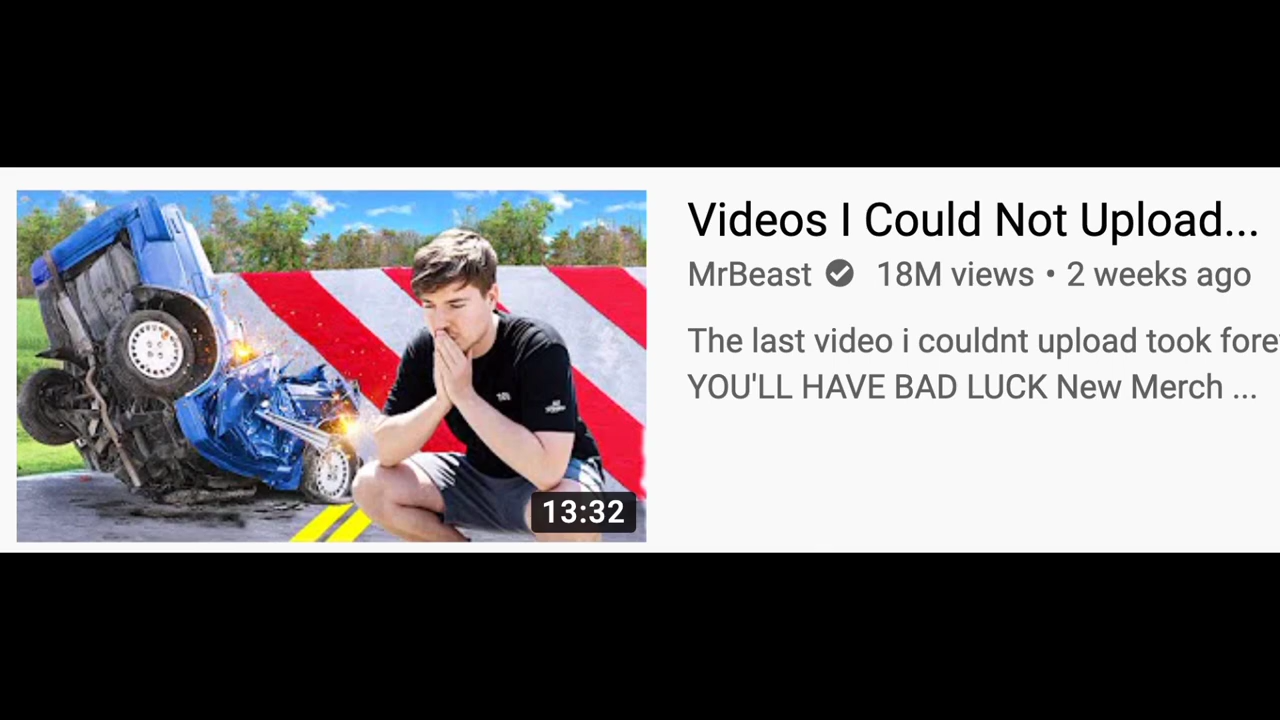 Videos I Could Not Upload...
MrBeast 18M views • 2 weeks ago
The last video i couldnt upload took
YOU'LL HAVE BAD LUCK New Merch ...
13:32